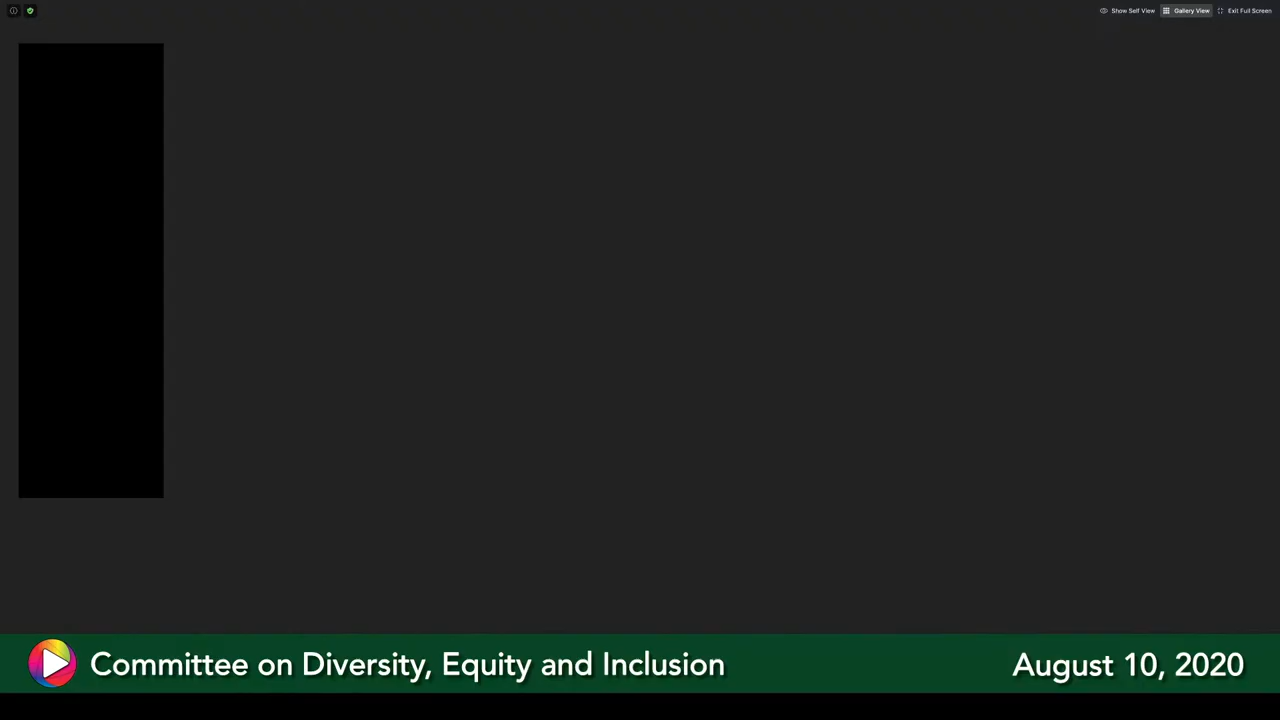 Show Self View Gallery View Exit Full Screen
Committee on Diversity, Equity and Inclusion August 10, 2020